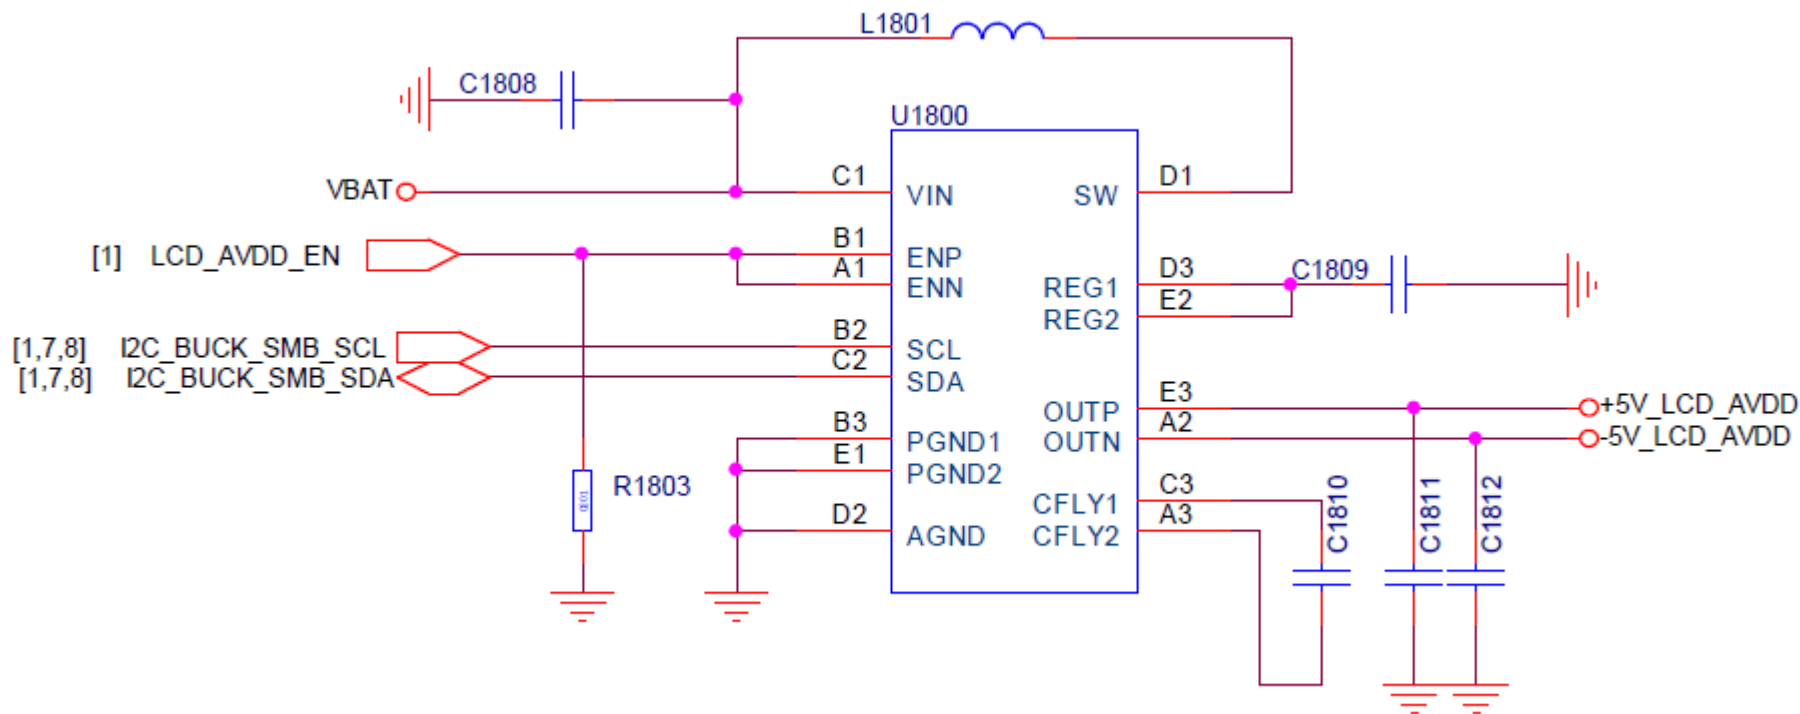 L1801
C1808
U1800
VBAT
C1
VIN
SW
D1
[1] LCD_AVDD_EN
B1
ENP
A1
ENN
REG1
D3
REG2
E2
C1809
[1,7,8] I2C_BUCK_SMB_SCL
B2
SCL
[1,7,8] I2C_BUCK_SMB_SDA
C2
SDA
OUTP
E3
+5V_LCD_AVDD
OUTN
A2
-5V_LCD_AVDD
B3
PGND1
E1
PGND2
R1803
D2
AGND
CFLY1
C3
CFLY2
A3
C1810
C1811
C1812